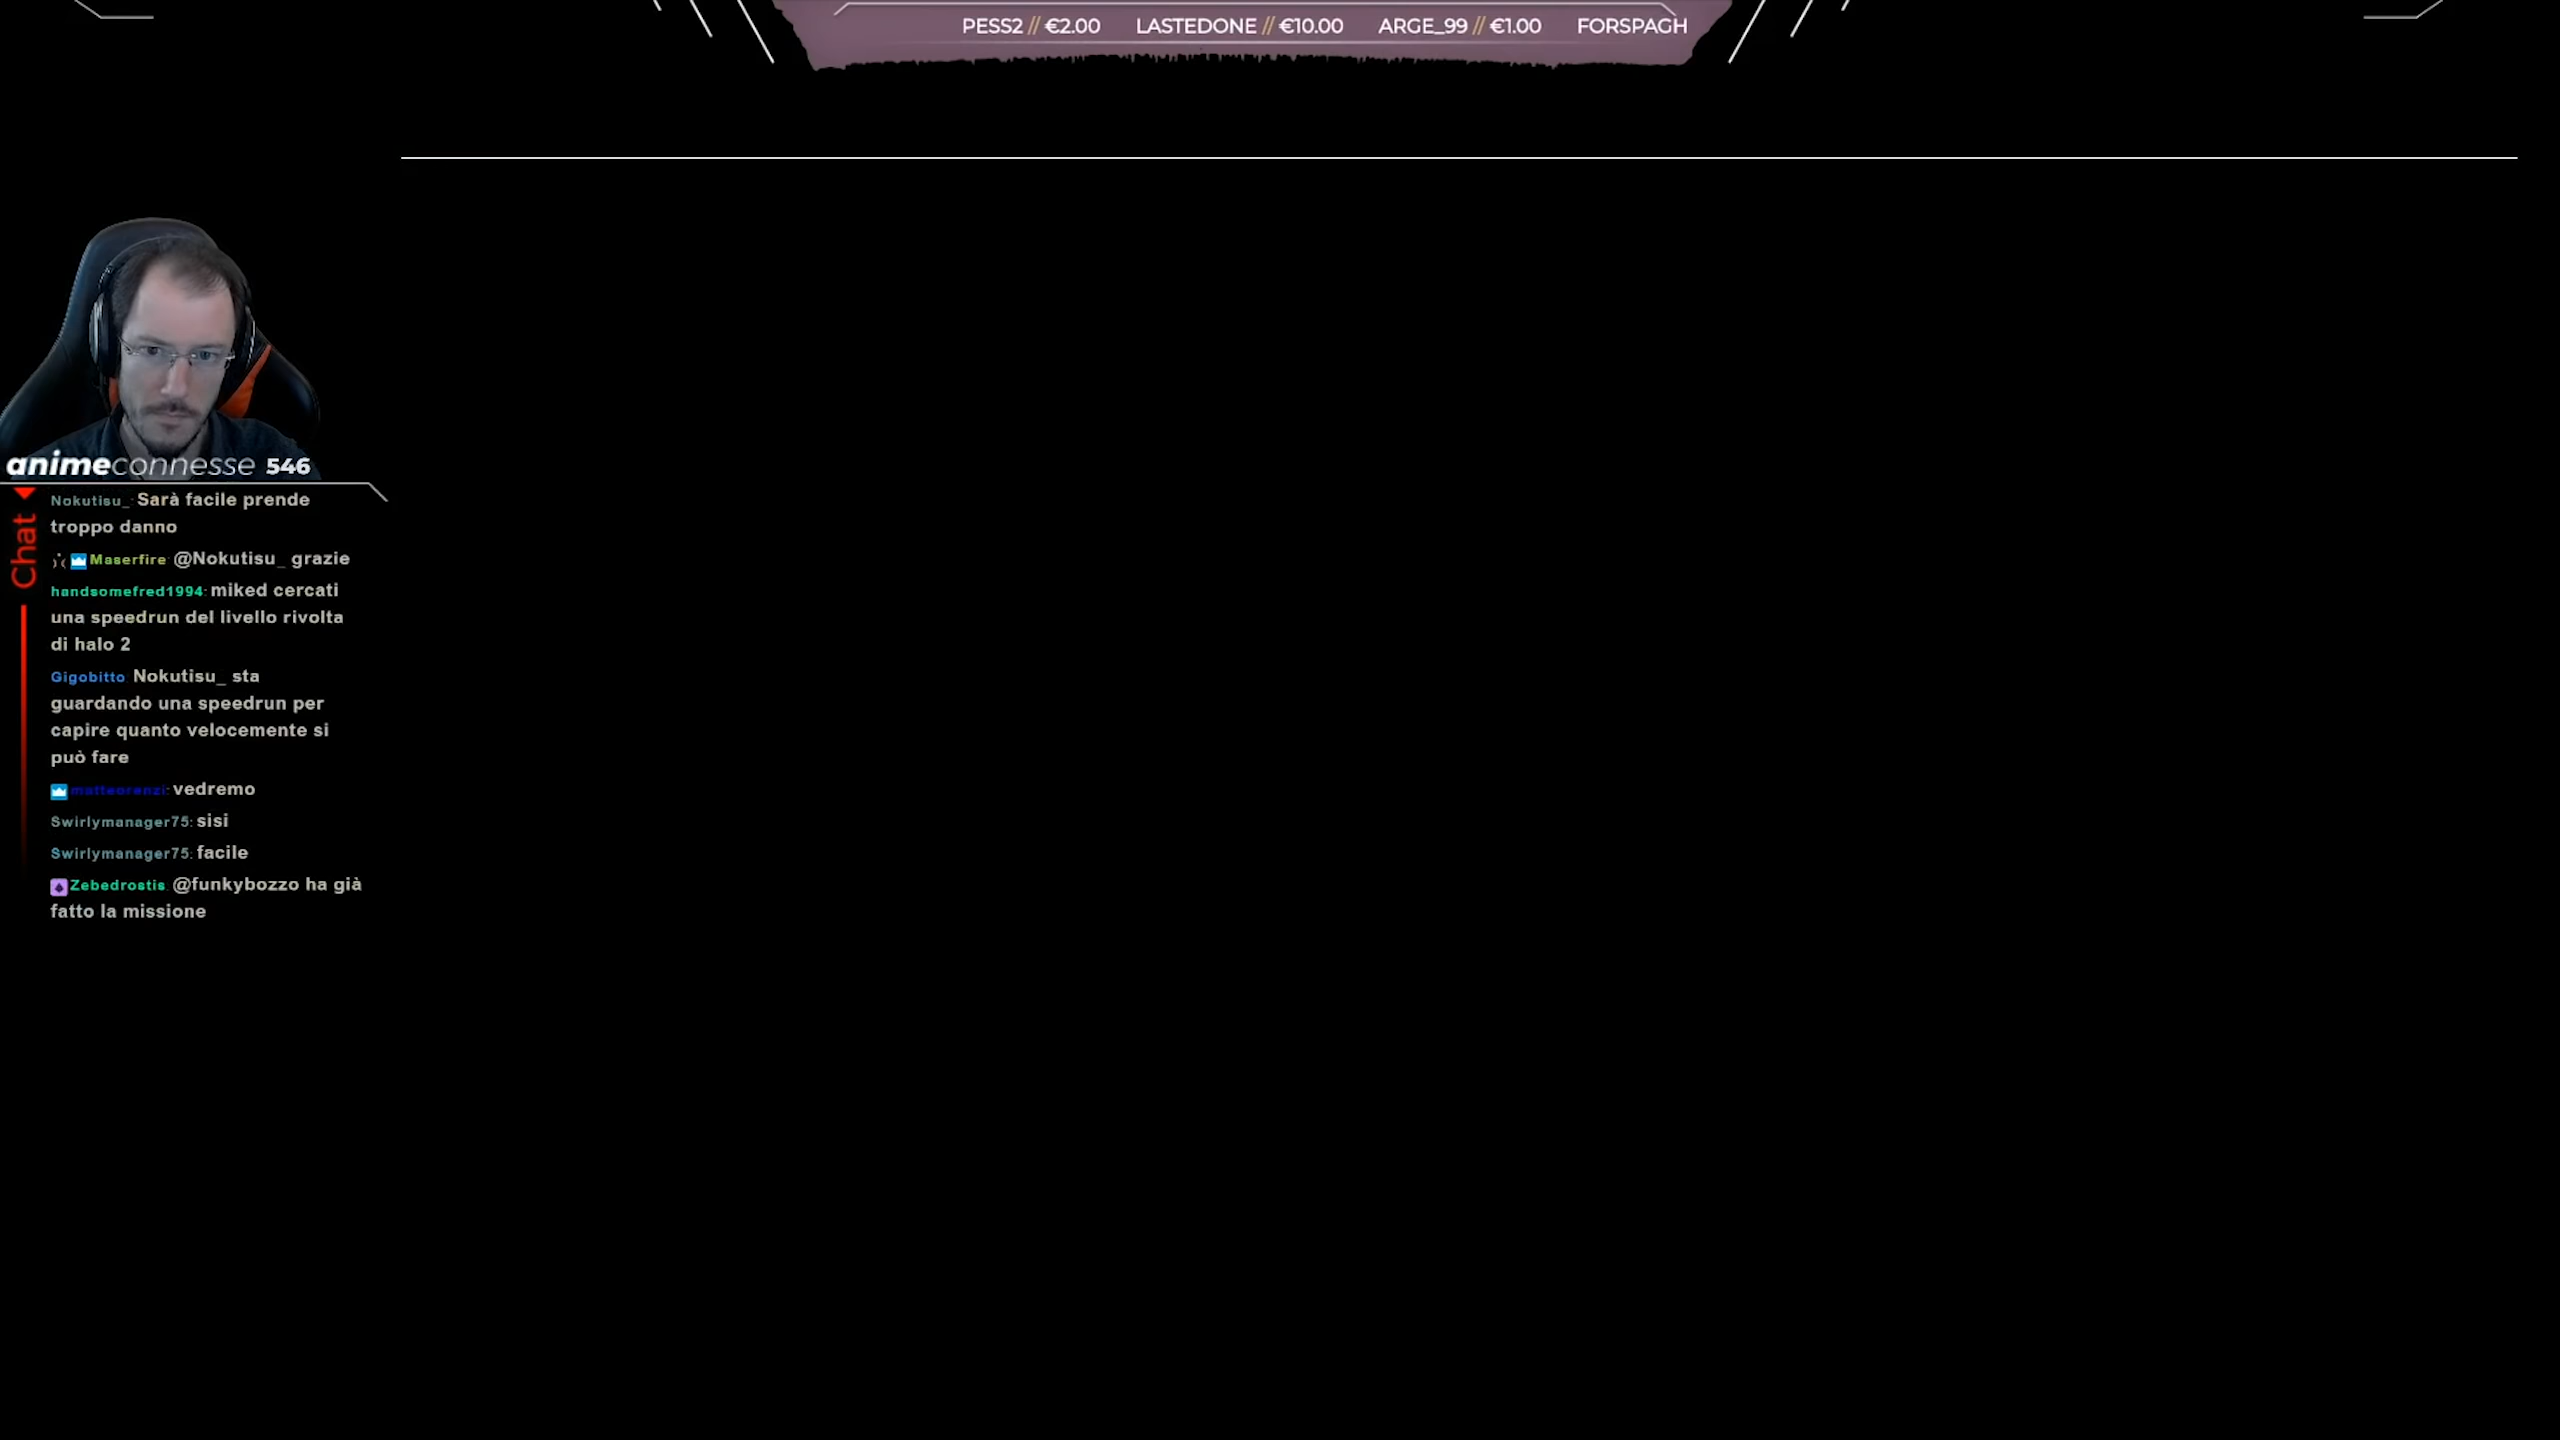 PESS2 // €2.00 LASTEDONE // €10.00 ARGE_99 // €1.00 FORSPAGH
animeconnesse 546
Chat
Nokutisu_: Sarà facile prende
troppo danno
Maserfire: @Nokutisu_ grazie
handsomefred1994: miked cercati
una speedrun del livello rivolta
di halo 2
Gigobitto: Nokutisu_ sta
guardando una speedrun per
capire quanto velocemente si
può fare
matteorenzi: vedremo
Swirlymanager75: sisi
Swirlymanager75: facile
Zebedrostis: @funkybozzo ha già
fatto la missione